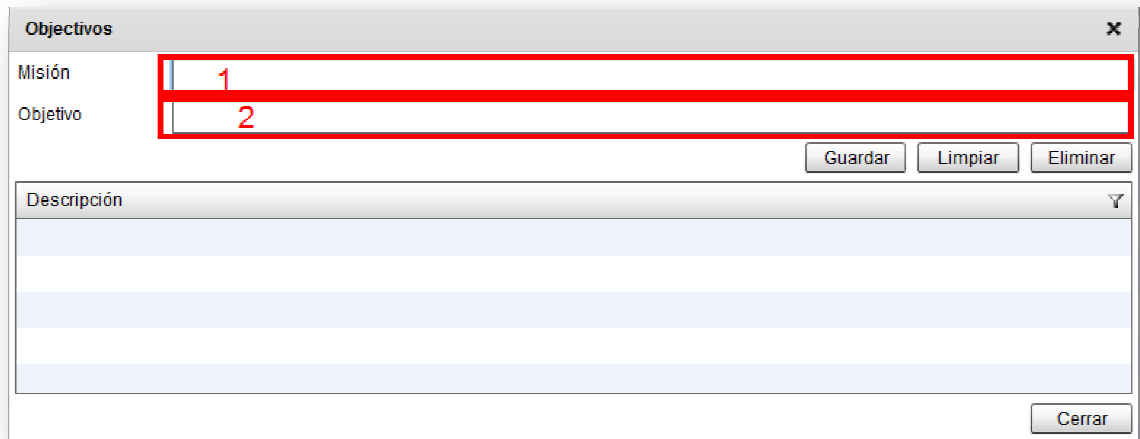 Objectivos
Misión 1
Objetivo 2
Guardar Limpiar Eliminar
Descripción
Cerrar